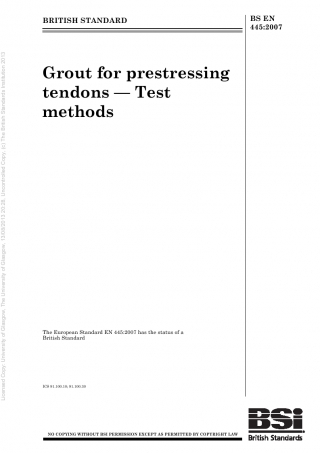 BRITISH STANDARD
BS EN
445:2007
Grout for prestressing
tendons — Test
methods
The European Standard EN 445:2007 has the status of a
British Standard
NO COPYING WITHOUT BSI PERMISSION EXCEPT AS PERMITTED BY COPYRIGHT LAW
BSi
British Standards